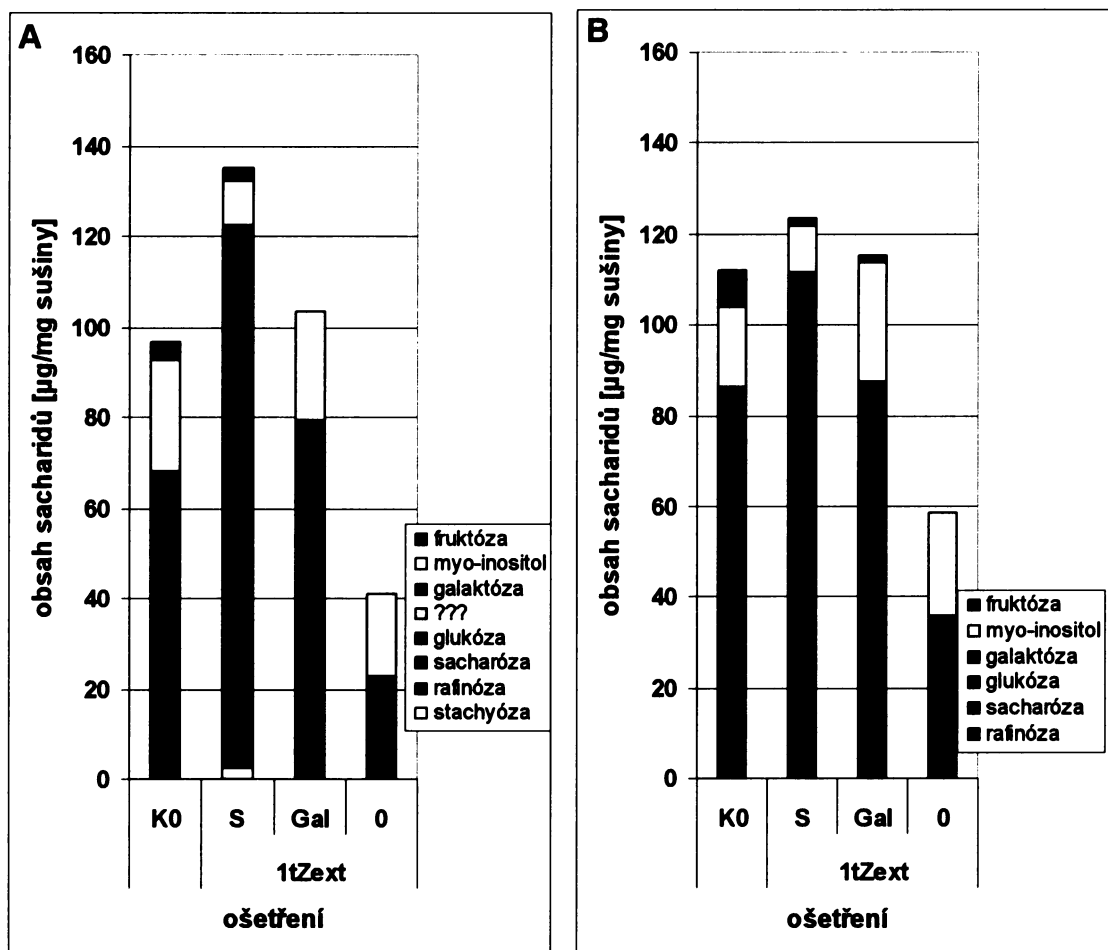 A
160
140
120
100
80
60
40
20
0
obsah sacharidů [µg/mg sušiny]
fruktóza
myo-inositol
galaktóza
???
glukóza
sacharóza
rafinóza
stachyóza
K0 S Gal 0
1tZext
ošetření
B
160
140
120
100
80
60
40
20
0
obsah sacharidů [µg/mg sušiny]
fruktóza
myo-inositol
galaktóza
glukóza
sacharóza
rafinóza
K0 S Gal 0
1tZext
ošetření